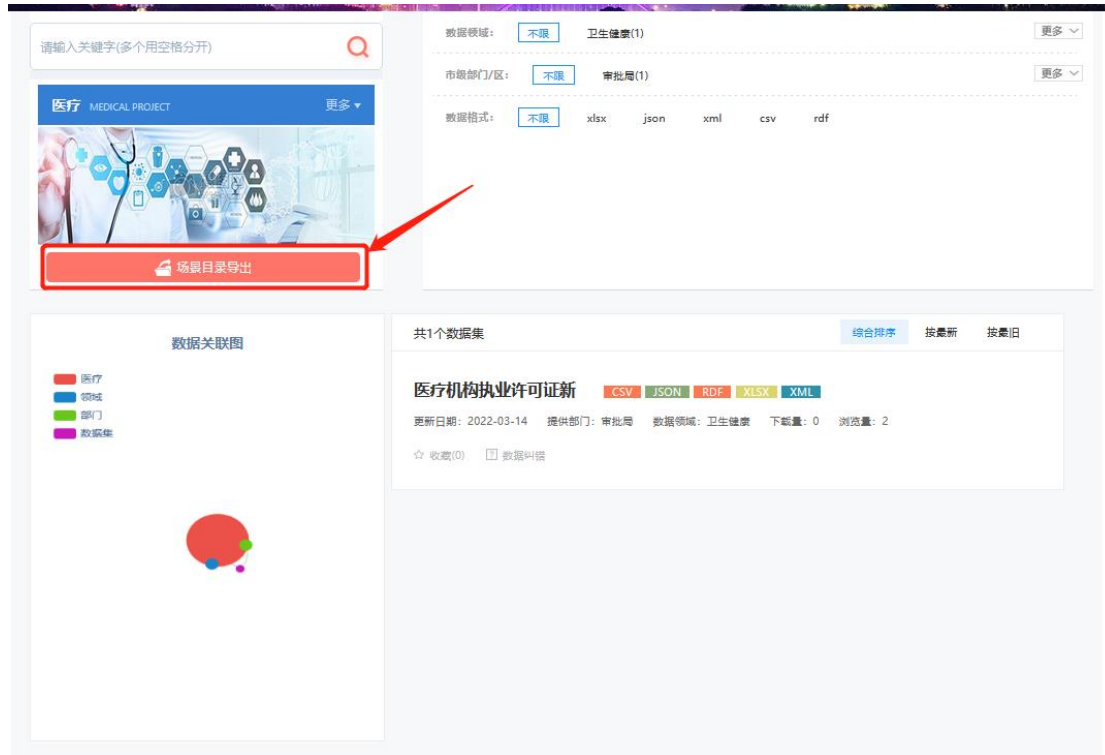 请输入关键字(多个用空格分开)
数据领域： 不限 卫生健康(1) 更多
市级部门/区： 不限 审批局(1) 更多
数据格式： 不限 xlsx json xml csv rdf
医疗 MEDICAL PROJECT 更多
场景目录导出
数据关联图
医疗
领域
部门
数据集
共1个数据集 综合排序 按最新 按最旧
医疗机构执业许可证新 CSV JSON RDF XLSX XML
更新日期：2022-03-14 提供部门：审批局 数据领域：卫生健康 下载量：0 浏览量：2
收藏(0) 数据纠错